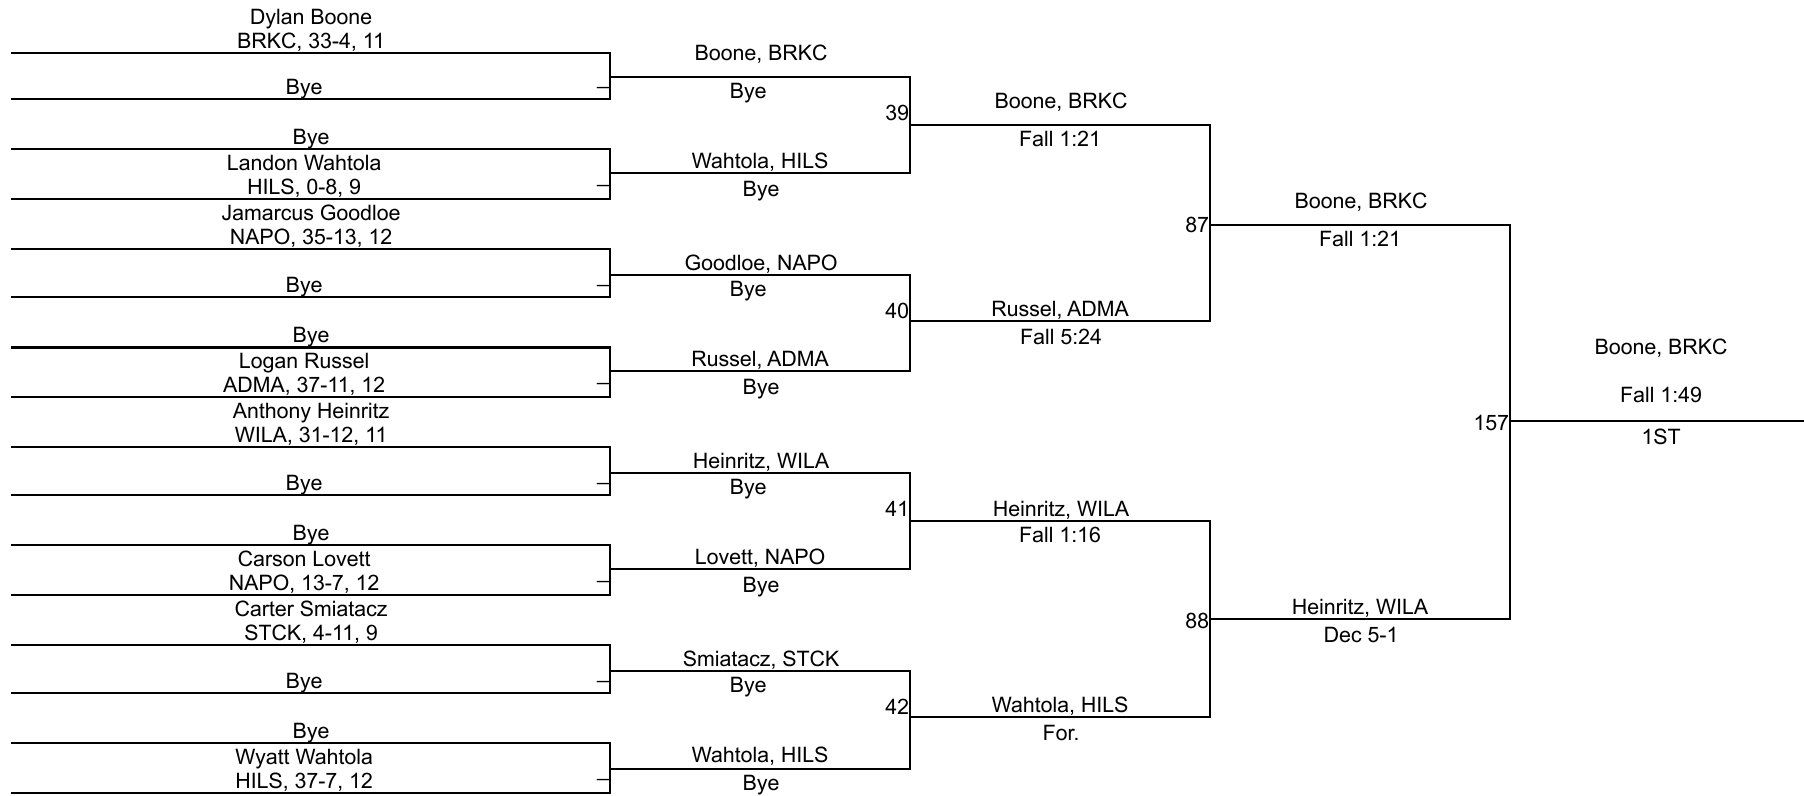 Dylan Boone
BRKC, 33-4, 11
Bye
Bye
Landon Wahtola
HILS, 0-8, 9
Jamarcus Goodloe
NAPO, 35-13, 12
Bye
Bye
Logan Russel
ADMA, 37-11, 12
Anthony Heinritz
WILA, 31-12, 11
Bye
Bye
Carson Lovett
NAPO, 13-7, 12
Carter Smiatacz
STCK, 4-11, 9
Bye
Bye
Wyatt Wahtola
HILS, 37-7, 12
Boone, BRKC
Bye
39
Wahtola, HILS
Bye
Goodloe, NAPO
Bye
40
Russel, ADMA
Bye
Heinritz, WILA
Bye
41
Lovett, NAPO
Bye
Smiatacz, STCK
Bye
42
Wahtola, HILS
Bye
Boone, BRKC
Fall 1:21
87
Russel, ADMA
Fall 5:24
Heinritz, WILA
Fall 1:16
88
Wahtola, HILS
For.
Boone, BRKC
Fall 1:21
157
Heinritz, WILA
Dec 5-1
Boone, BRKC
Fall 1:49
1ST